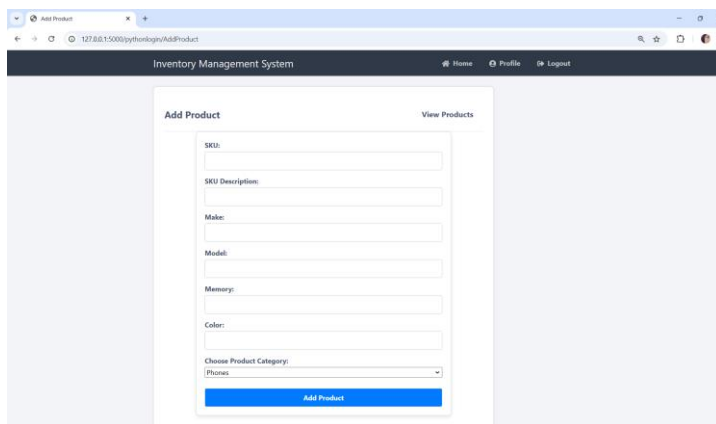 Add Product
127.0.0.1:5000/pythonlogin/AddProduct
Inventory Management System Home Profile Logout
Add Product View Products
SKU:
SKU Description:
Make:
Model:
Memory:
Color:
Choose Product Category:
Phones
Add Product